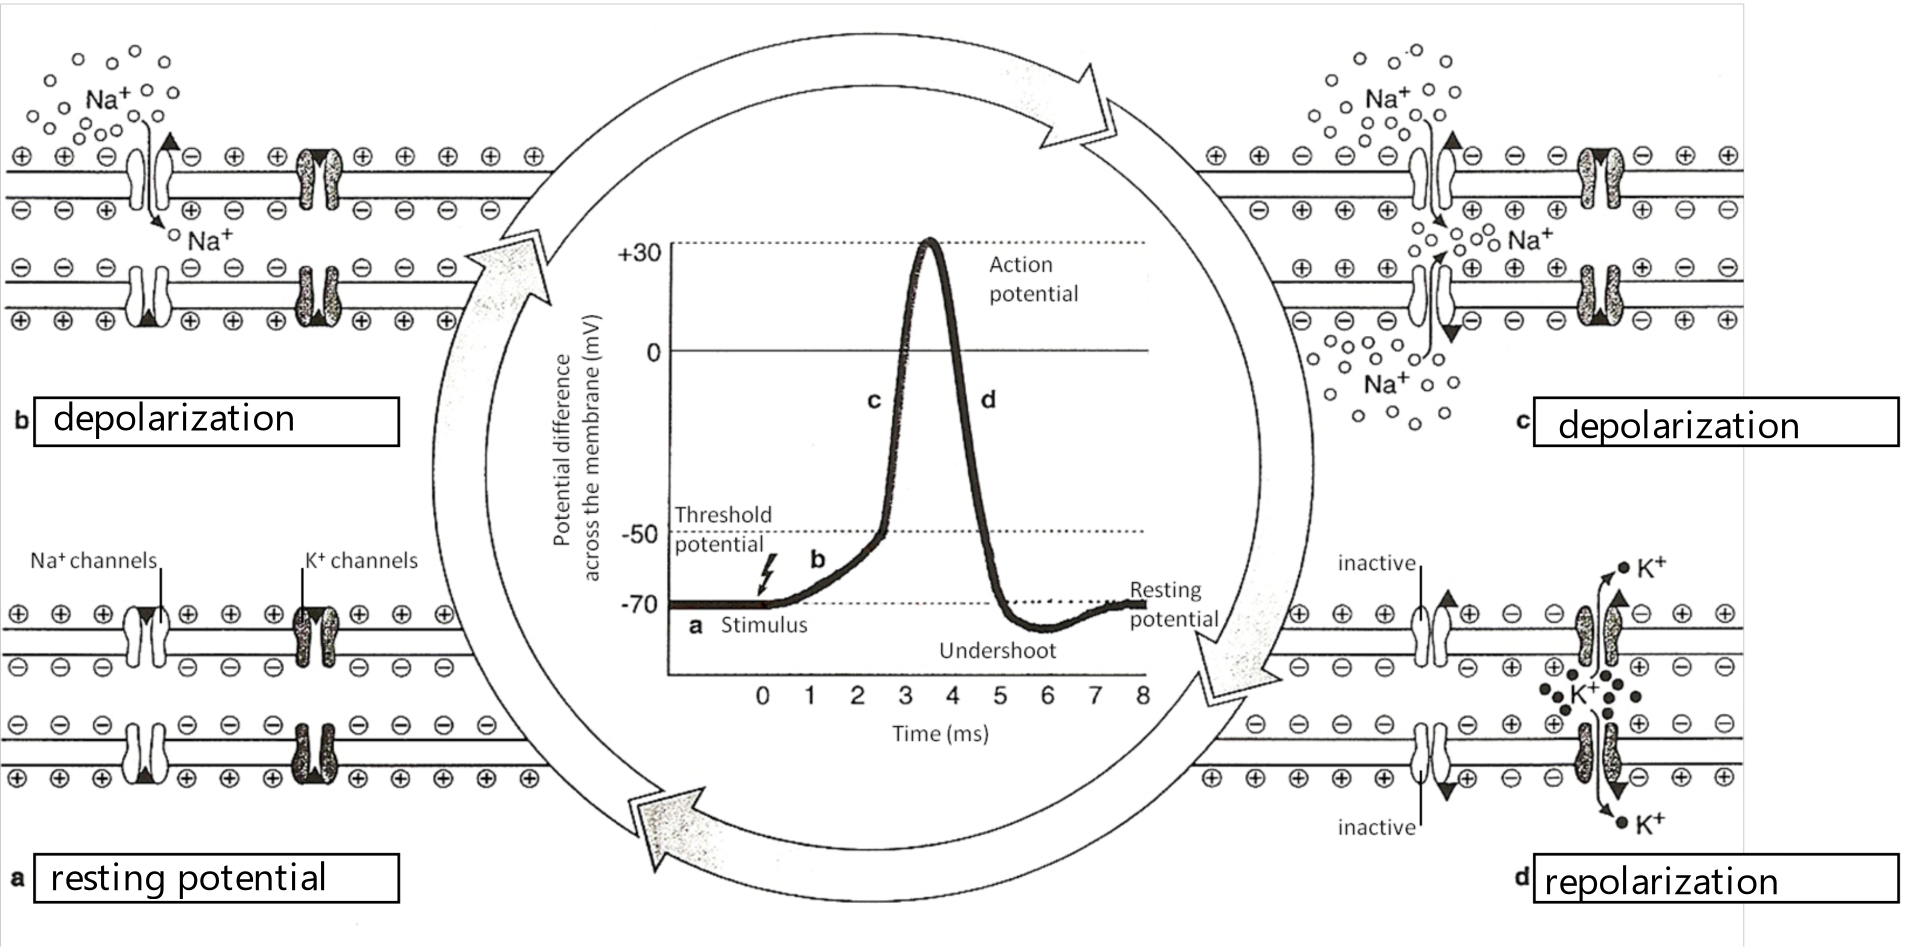 Na⁺
Na⁺
b depolarization
Na⁺ channels
K⁺ channels
a resting potential
Potential difference
across the membrane (mV)
+30
0
-50
-70
Action
potential
c
d
Threshold
potential
b
a
Stimulus
Resting
potential
Undershoot
0 1 2 3 4 5 6 7 8
Time (ms)
Na⁺
Na⁺
Na⁺
c depolarization
inactive
K⁺
K⁺
inactive
K⁺
d repolarization